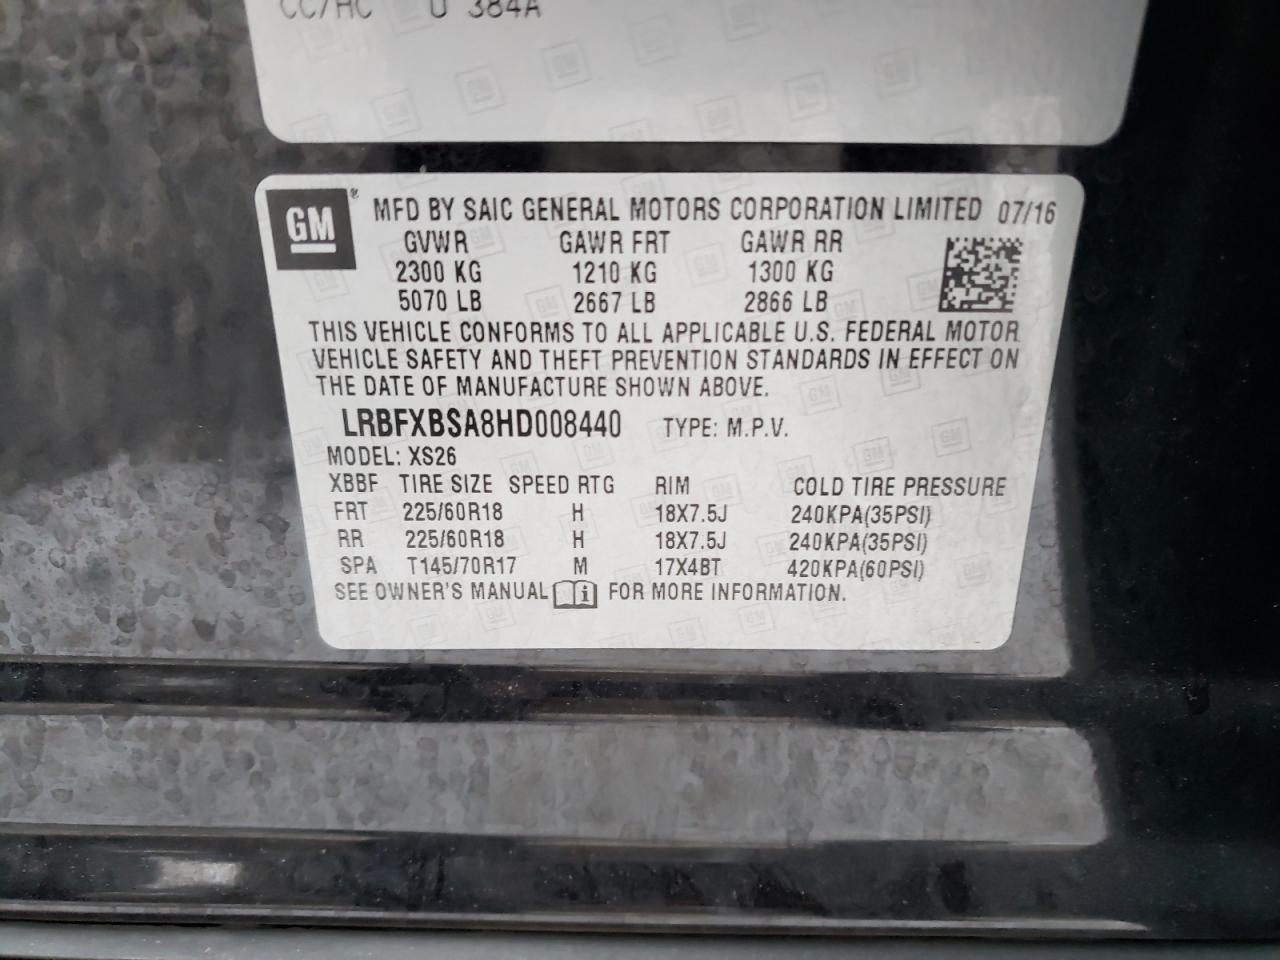 CC/HC U 384A
GM ® MFD BY SAIC GENERAL MOTORS CORPORATION LIMITED 07/16
GVWR GAWR FRT GAWR RR
2300 KG 1210 KG 1300 KG
5070 LB 2667 LB 2866 LB
THIS VEHICLE CONFORMS TO ALL APPLICABLE U.S. FEDERAL MOTOR
VEHICLE SAFETY AND THEFT PREVENTION STANDARDS IN EFFECT ON
THE DATE OF MANUFACTURE SHOWN ABOVE.
LRBFXBSA8HD008440 TYPE: M.P.V.
MODEL: XS26
XBBF TIRE SIZE SPEED RTG RIM COLD TIRE PRESSURE
FRT 225/60R18 H 18X7.5J 240KPA(35PSI)
RR 225/60R18 H 18X7.5J 240KPA(35PSI)
SPA T145/70R17 M 17X4BT 420KPA(60PSI)
SEE OWNER'S MANUAL i FOR MORE INFORMATION.